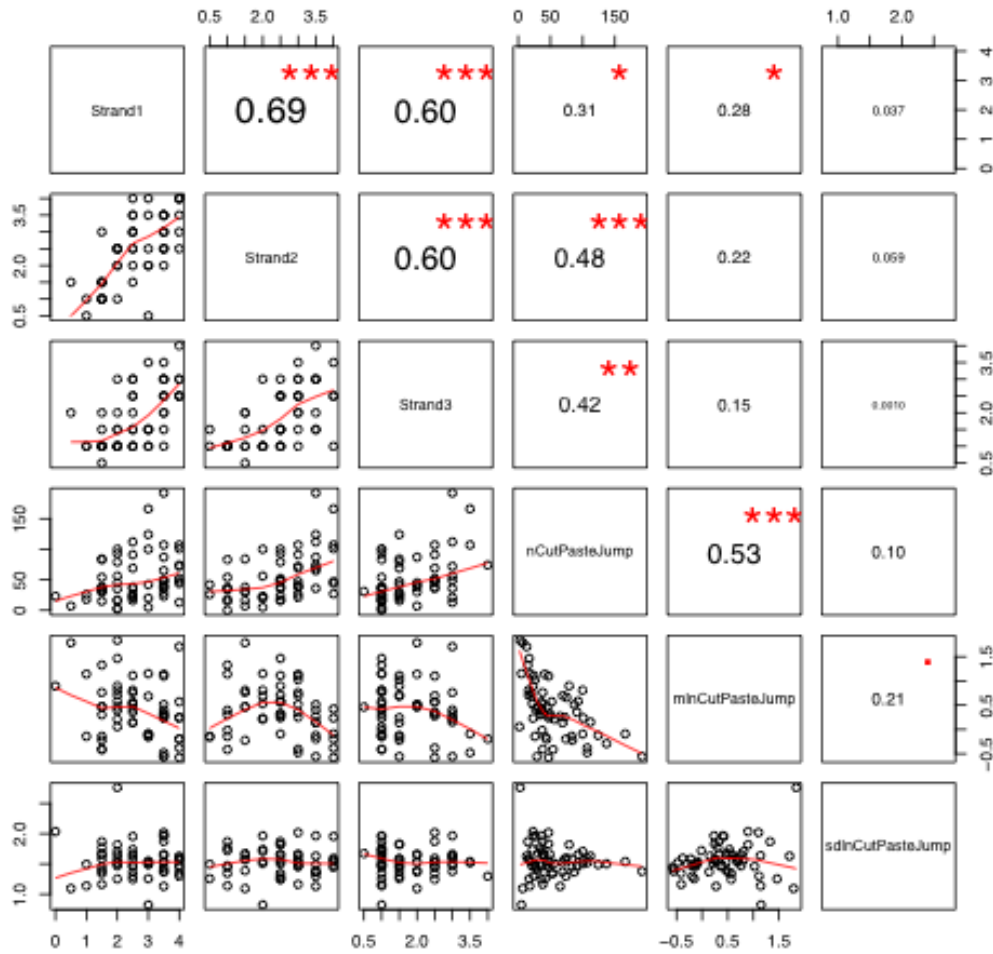 0.5 2.0 3.5 0 50 150 1.0 2.0
Strand1 0.69 *** 0.60 *** 0.31 * 0.28 * 0.037 0 1 2 3 4
0.5 2.0 3.5 Strand2 0.60 *** 0.48 *** 0.22 0.059
Strand3 0.42 ** 0.15 0.0010 0.5 2.0 3.5
0 50 150 nCutPasteJump 0.53 *** 0.10
mlnCutPasteJump 0.21 -0.5 0.5 1.5
1.0 2.0 sdlnCutPasteJump
0 1 2 3 4 0.5 2.0 3.5 -0.5 0.5 1.5